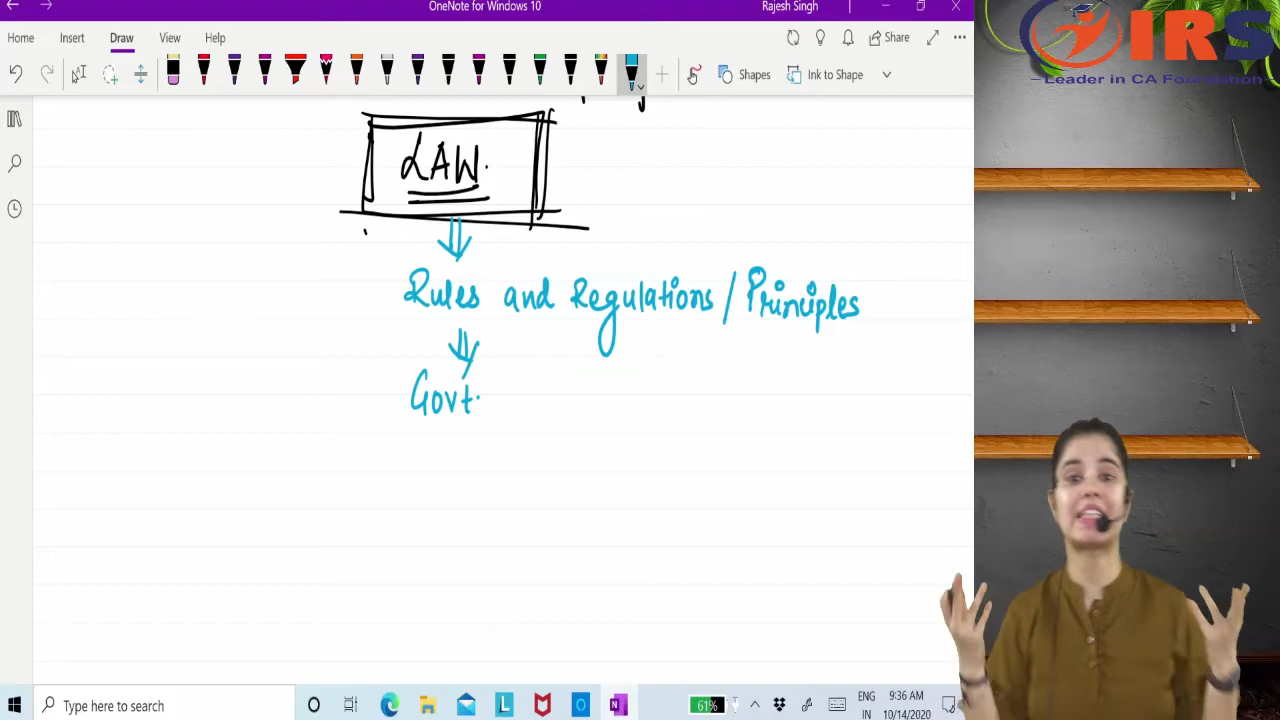 OneNote for Windows 10
Rajesh Singh
Home
Insert
Draw
View
Help
Share
Shapes
Ink to Shape
IRS
Leader in CA Foundation
LAW.
Rules and Regulations / Principles
Govt.
Type here to search
61%
ENG
IN
9:36 AM
10/14/2020